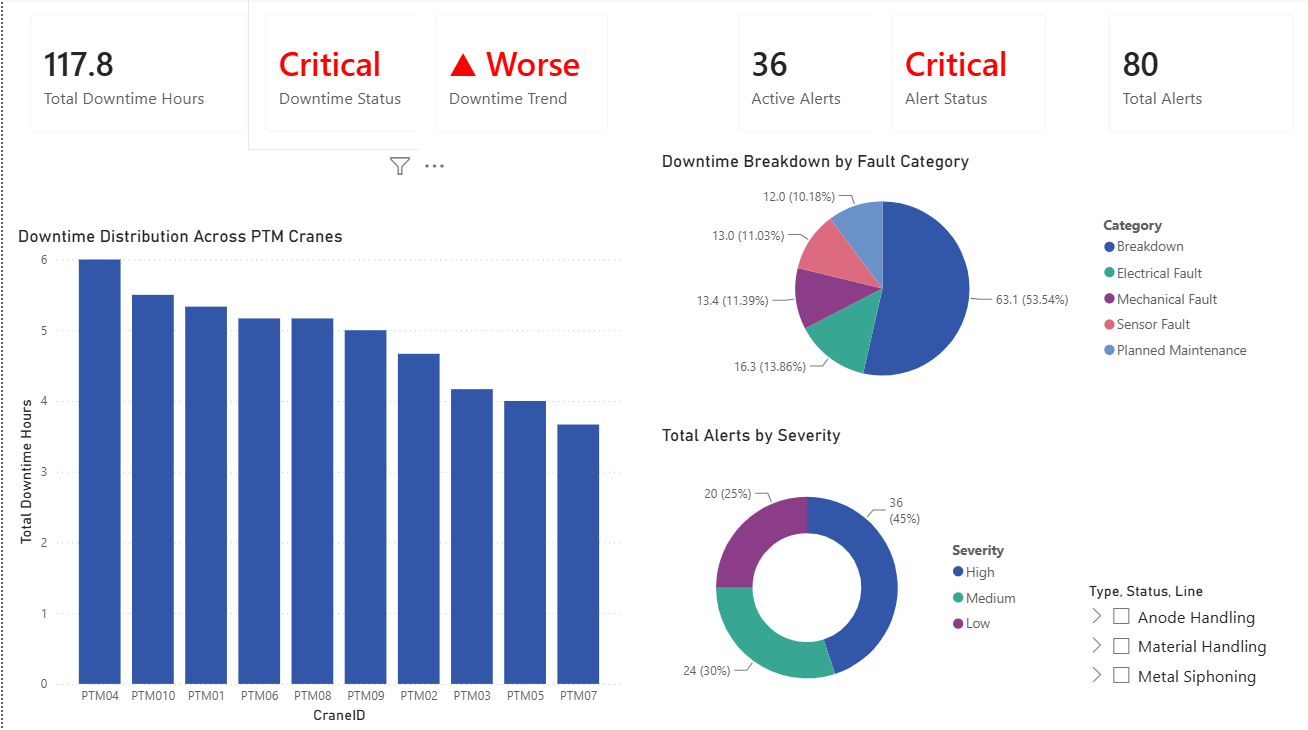 117.8
Total Downtime Hours
Critical
Downtime Status
▲ Worse
Downtime Trend
36
Active Alerts
Critical
Alert Status
80
Total Alerts
Downtime Distribution Across PTM Cranes
Total Downtime Hours
6
5
4
3
2
1
0
PTM04 PTM010 PTM01 PTM06 PTM08 PTM09 PTM02 PTM03 PTM05 PTM07
CraneID
Downtime Breakdown by Fault Category
12.0 (10.18%)
13.0 (11.03%)
13.4 (11.39%)
16.3 (13.86%)
63.1 (53.54%)
Category
Breakdown
Electrical Fault
Mechanical Fault
Sensor Fault
Planned Maintenance
Total Alerts by Severity
20 (25%)
36
(45%)
24 (30%)
Severity
High
Medium
Low
Type, Status, Line
Anode Handling
Material Handling
Metal Siphoning